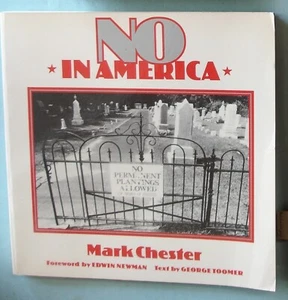 NO
★ IN AMERICA ★
NO
PERMANENT
PLANTINGS
ALLOWED
Mark Chester
Foreword by EDWIN NEWMAN Text by GEORGE TOOMER